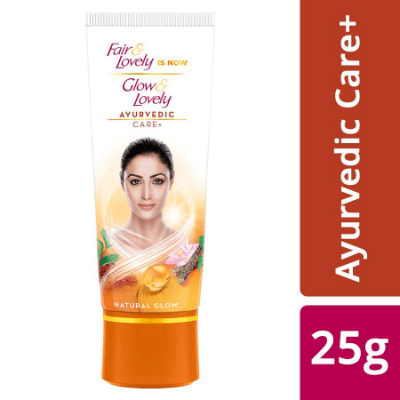 Fair &
Lovely IS NOW
Glow &
Lovely
AYURVEDIC
CARE+
NATURAL GLOW
Ayurvedic Care+
25g